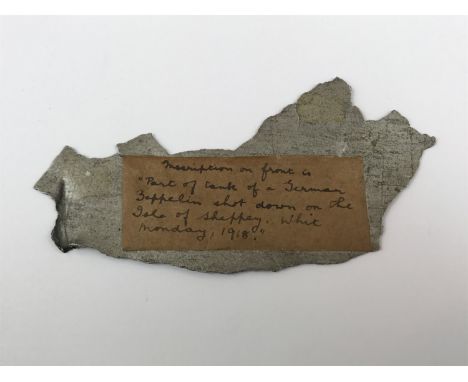 Inscription on front is
"Part of tank of a German
Zeppelin shot down on the
Isle of Sheppey. Whit
Monday, 1918."